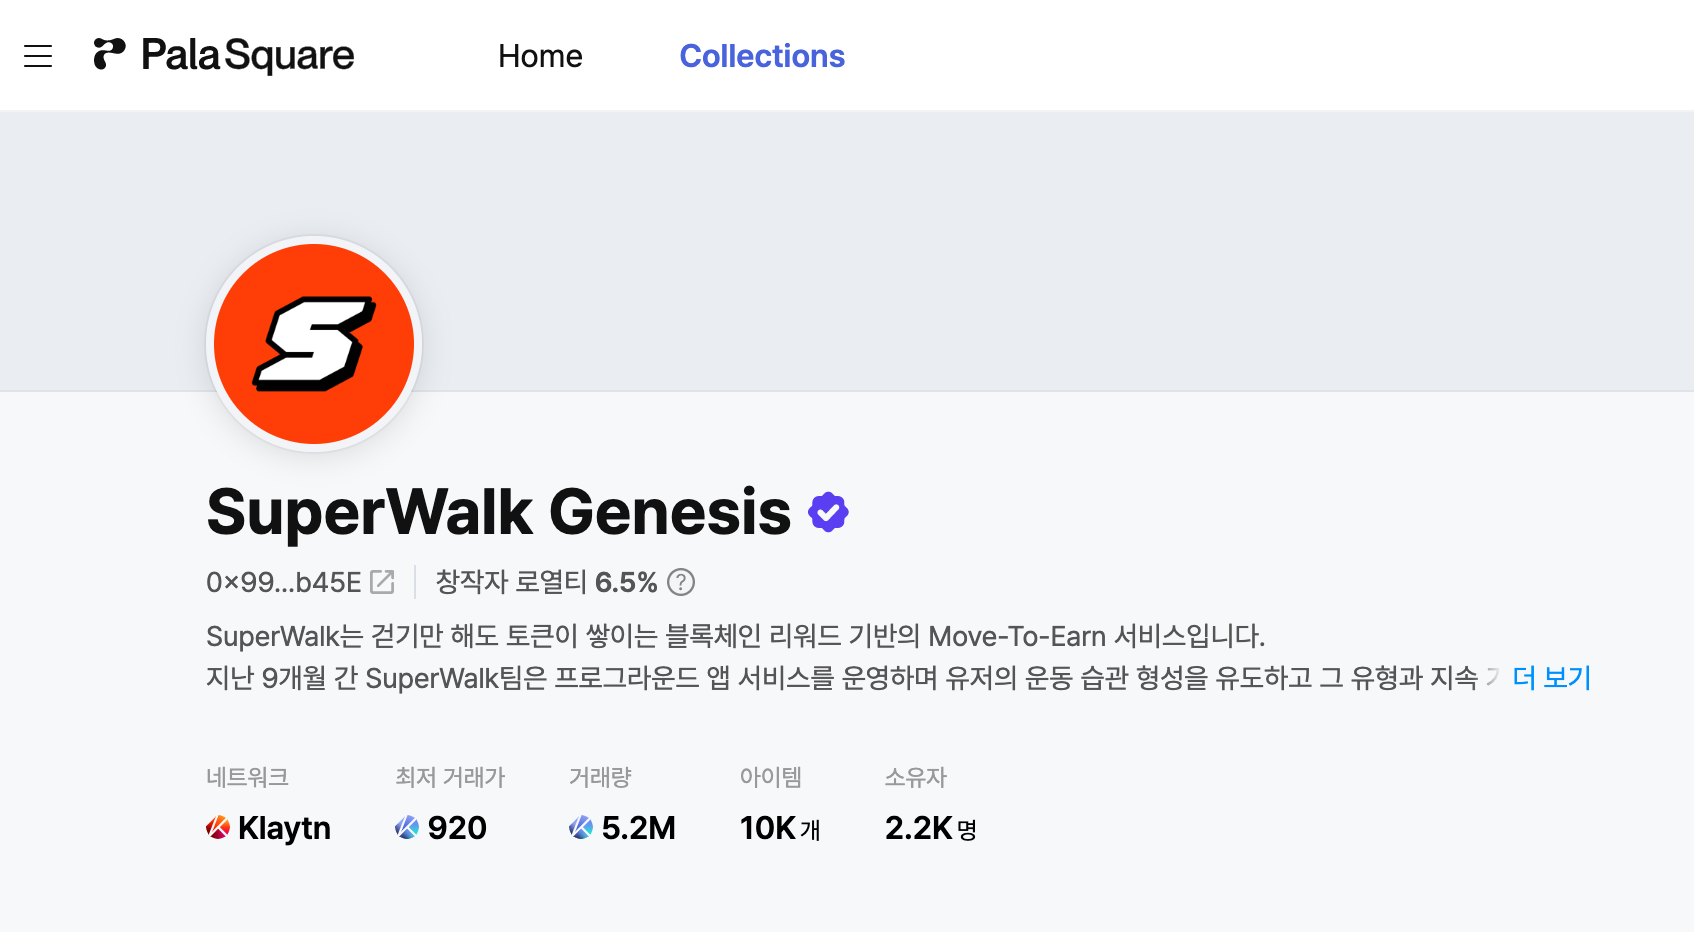 Pala Square
Home
Collections
SuperWalk Genesis
0x99...b45E
창작자 로열티 6.5%
SuperWalk는 걷기만 해도 토큰이 쌓이는 블록체인 리워드 기반의 Move-To-Earn 서비스입니다.
지난 9개월 간 SuperWalk팀은 프로그라운드 앱 서비스를 운영하며 유저의 운동 습관 형성을 유도하고 그 유형과 지속 더 보기
네트워크
최저 거래가
거래량
아이템
소유자
Klaytn
920
5.2M
10K 개
2.2K 명